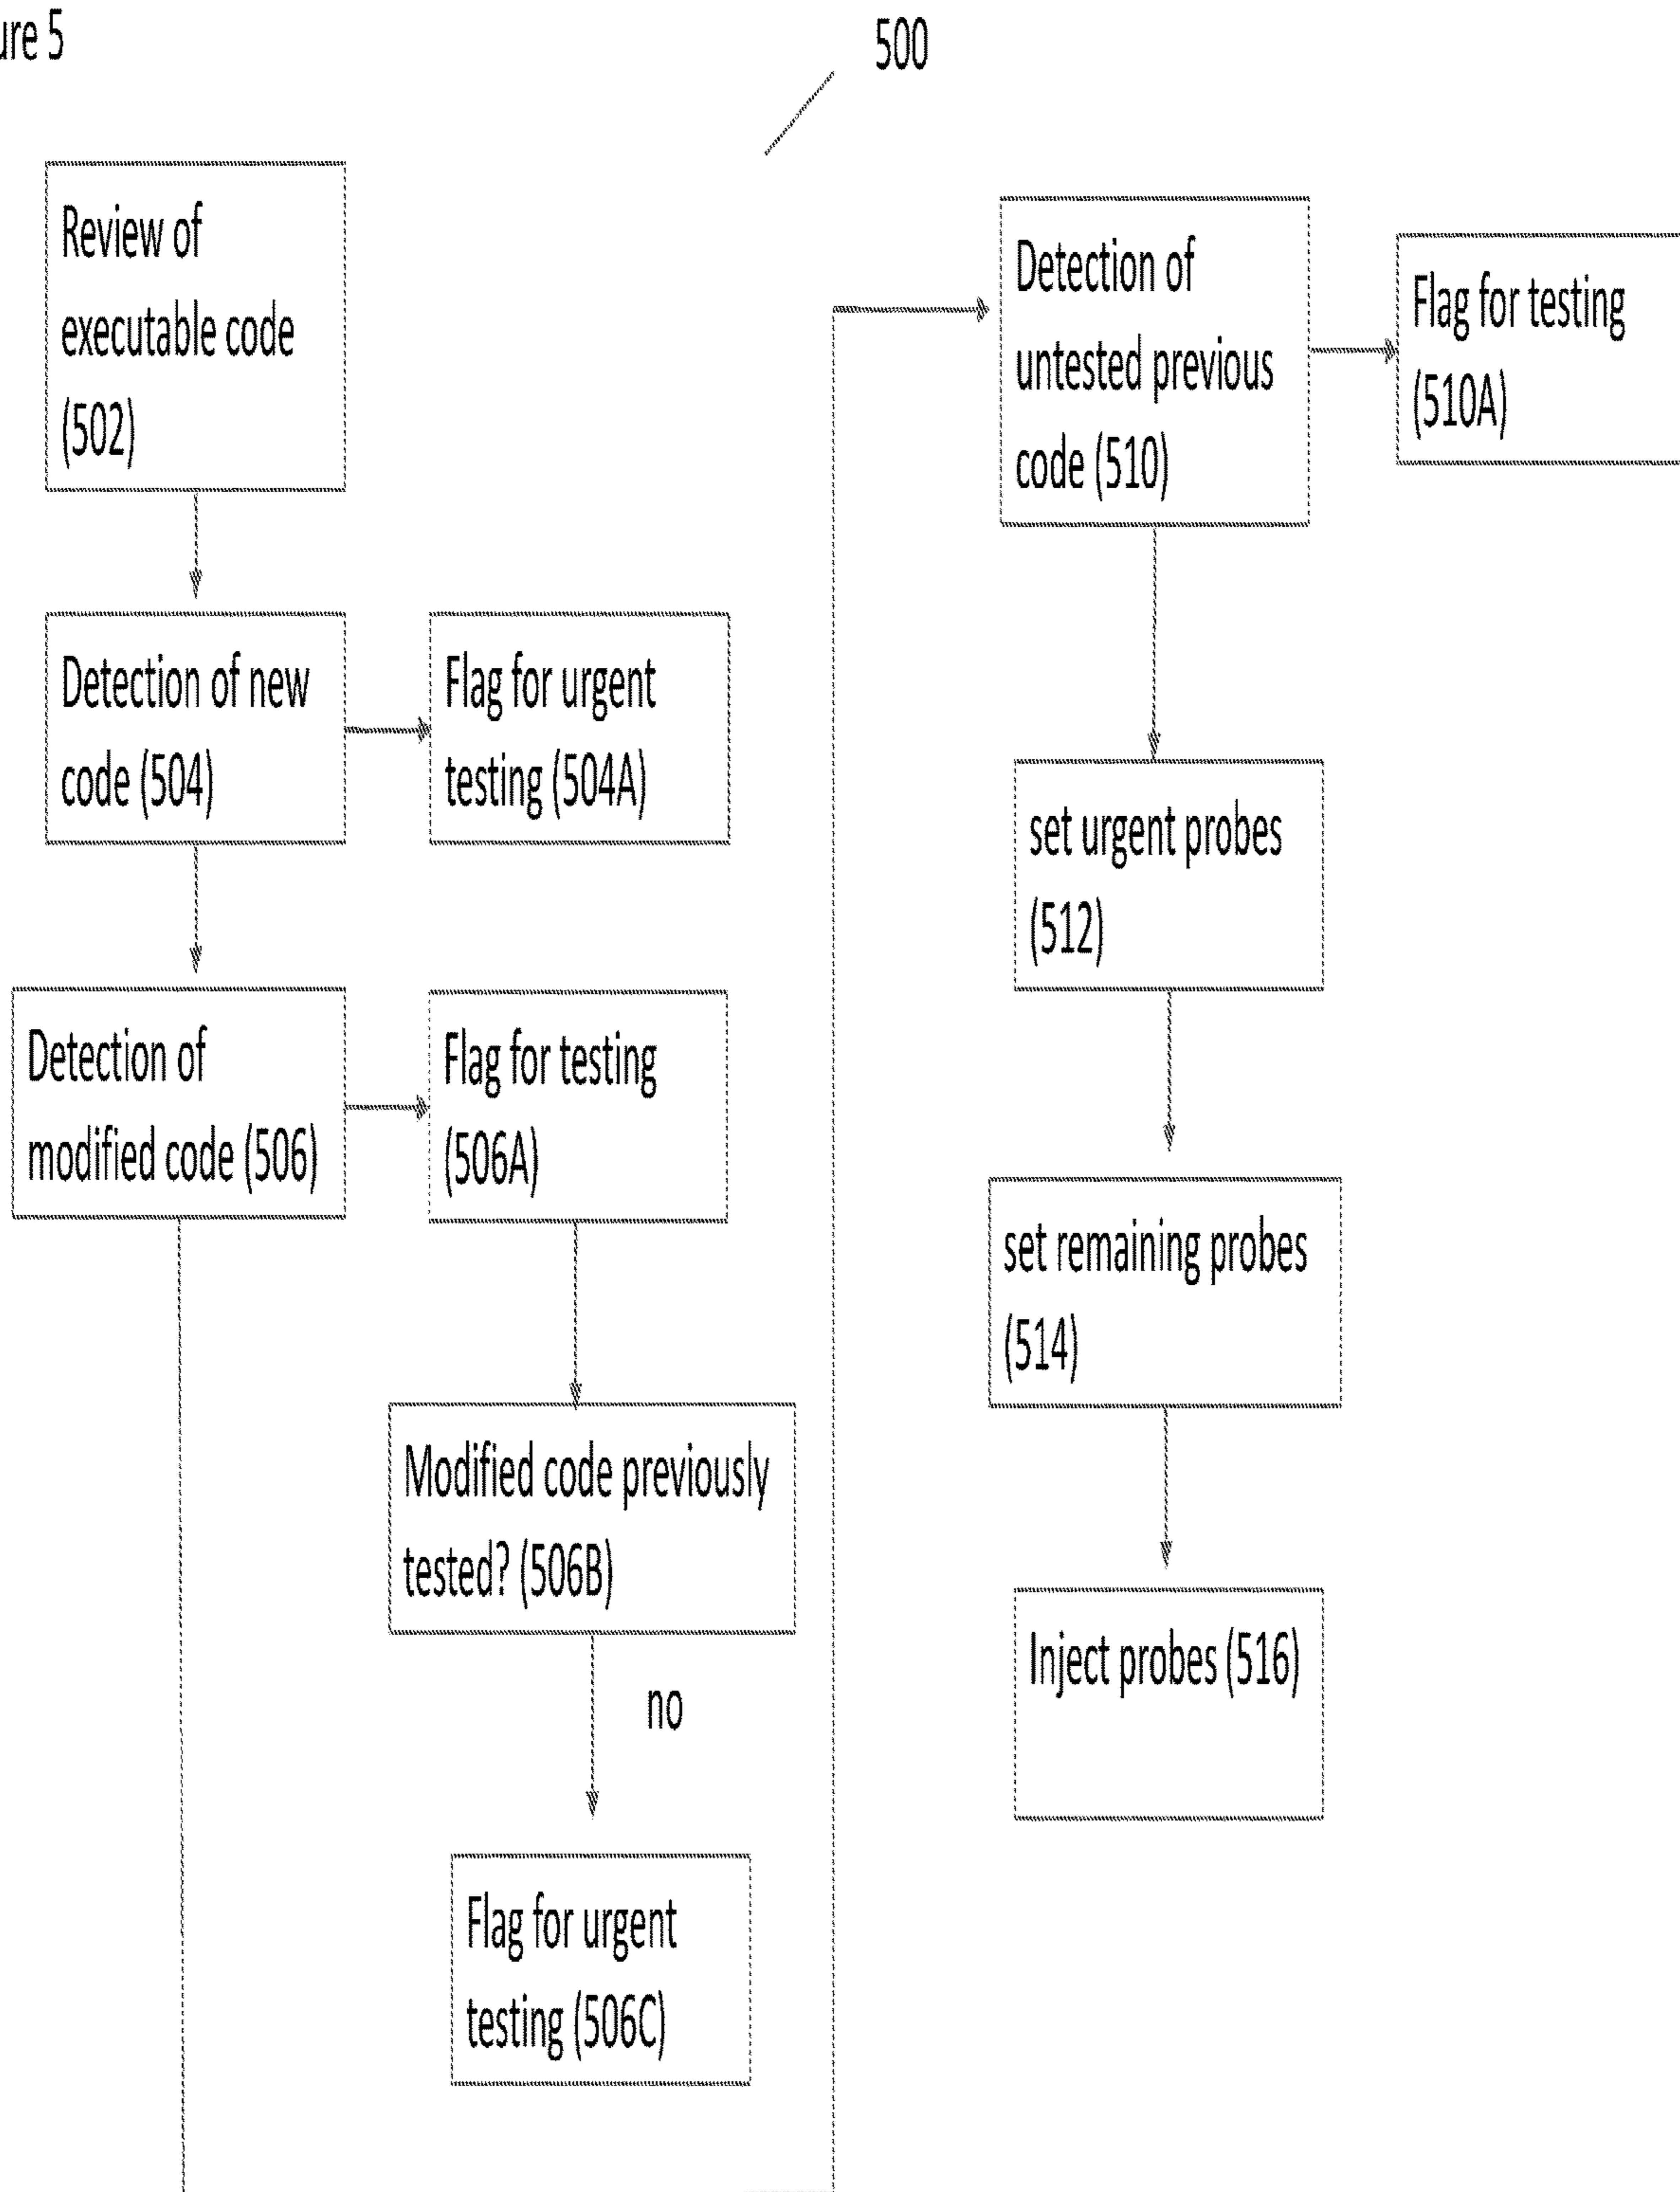 ure 5
500
Review of
executable code
(502)
Detection of new
code (504)
Flag for urgent
testing (504A)
Detection of
modified code (506)
Flag for testing
(506A)
Modified code previously
tested? (506B)
no
Flag for urgent
testing (506C)
Detection of
untested previous
code (510)
Flag for testing
(510A)
set urgent probes
(512)
set remaining probes
(514)
Inject probes (516)